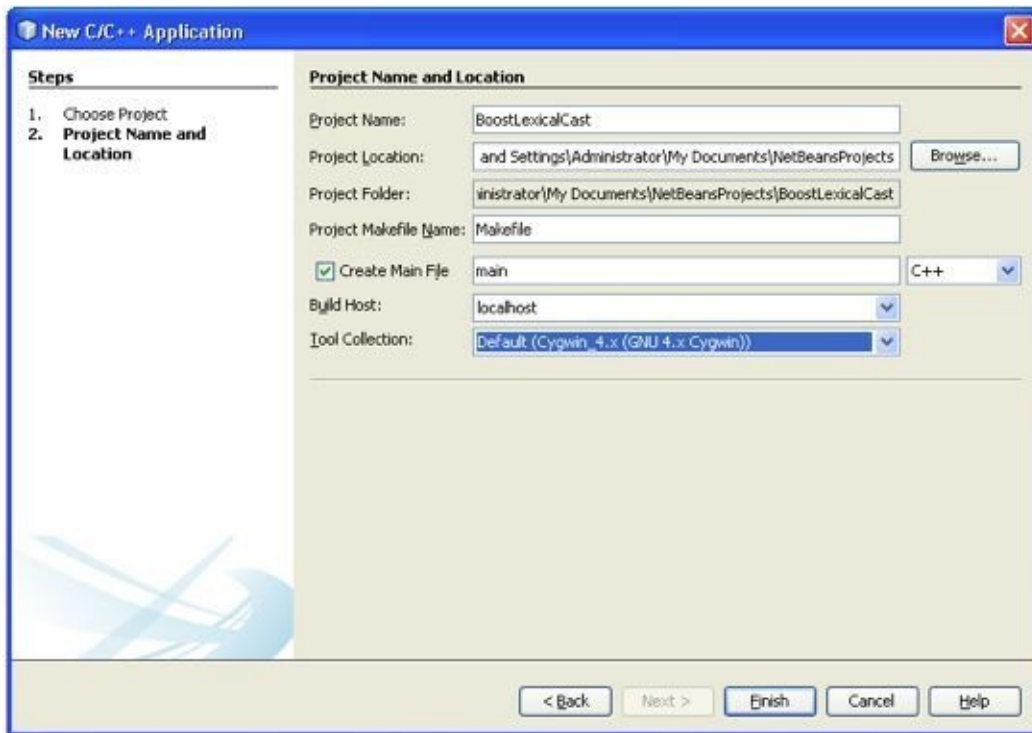 New C/C++ Application
Steps
1. Choose Project
2. Project Name and
Location
Project Name and Location
Project Name: BoostLexicalCast
Project Location: and Settings\Administrator\My Documents\NetBeansProjects Browse...
Project Folder: inistrator\My Documents\NetBeansProjects\BoostLexicalCast
Project Makefile Name: Makefile
Create Main File main C++
Build Host: localhost
Tool Collection: Default (Cygwin_4.x (GNU 4.x Cygwin))
< Back Next > Finish Cancel Help